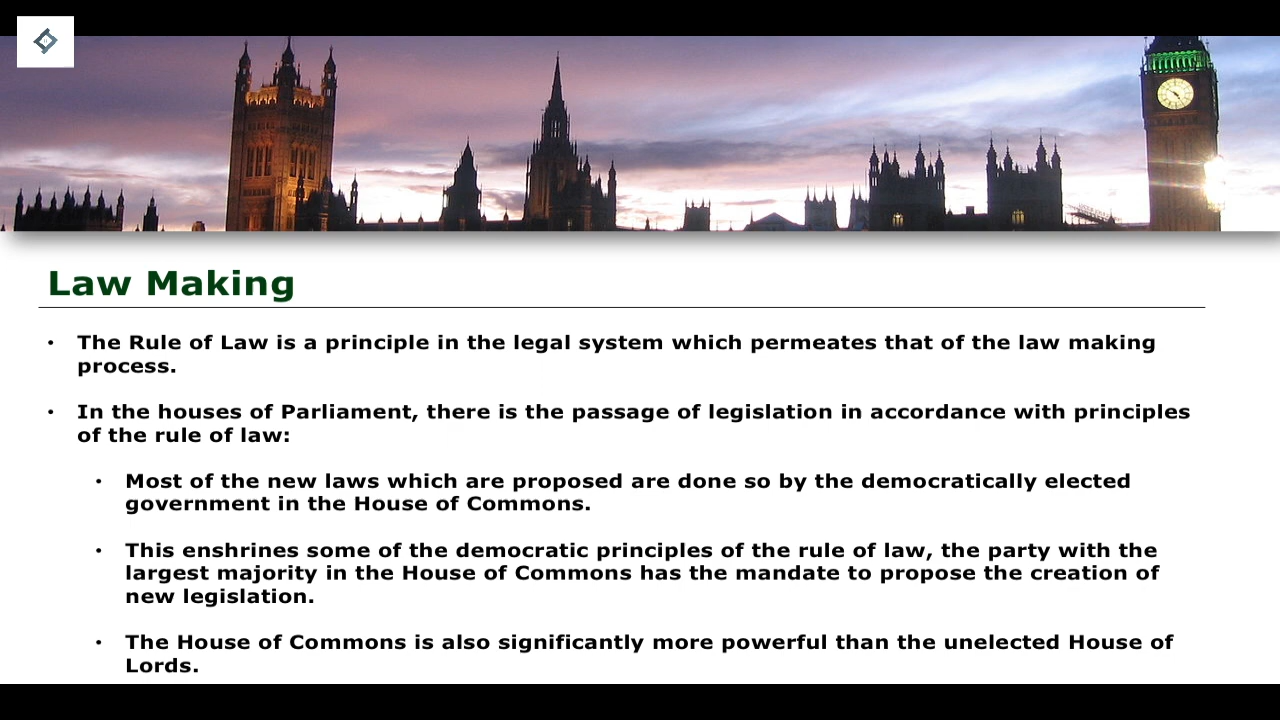 Law Making
• The Rule of Law is a principle in the legal system which permeates that of the law making
process.
• In the houses of Parliament, there is the passage of legislation in accordance with principles
of the rule of law:
• Most of the new laws which are proposed are done so by the democratically elected
government in the House of Commons.
• This enshrines some of the democratic principles of the rule of law, the party with the
largest majority in the House of Commons has the mandate to propose the creation of
new legislation.
• The House of Commons is also significantly more powerful than the unelected House of
Lords.